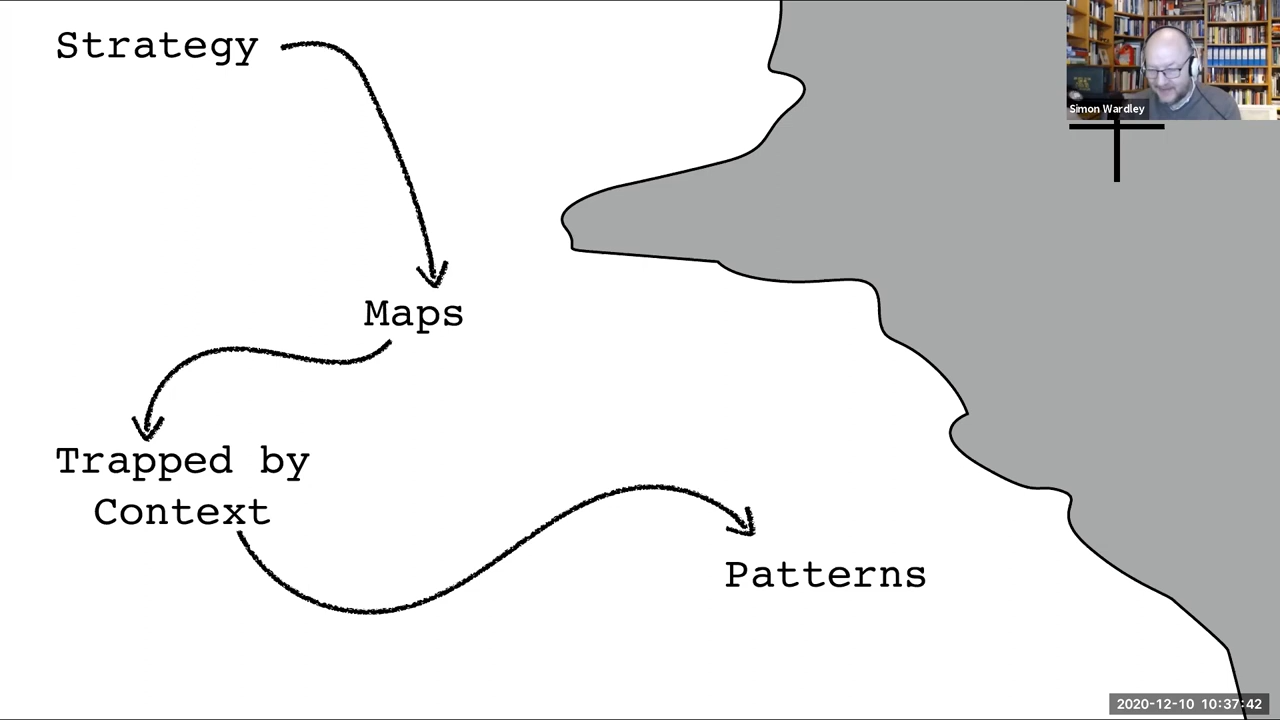 Strategy
Simon Wardley
Maps
Trapped by
Context
Patterns
2020-12-10 10:37:42